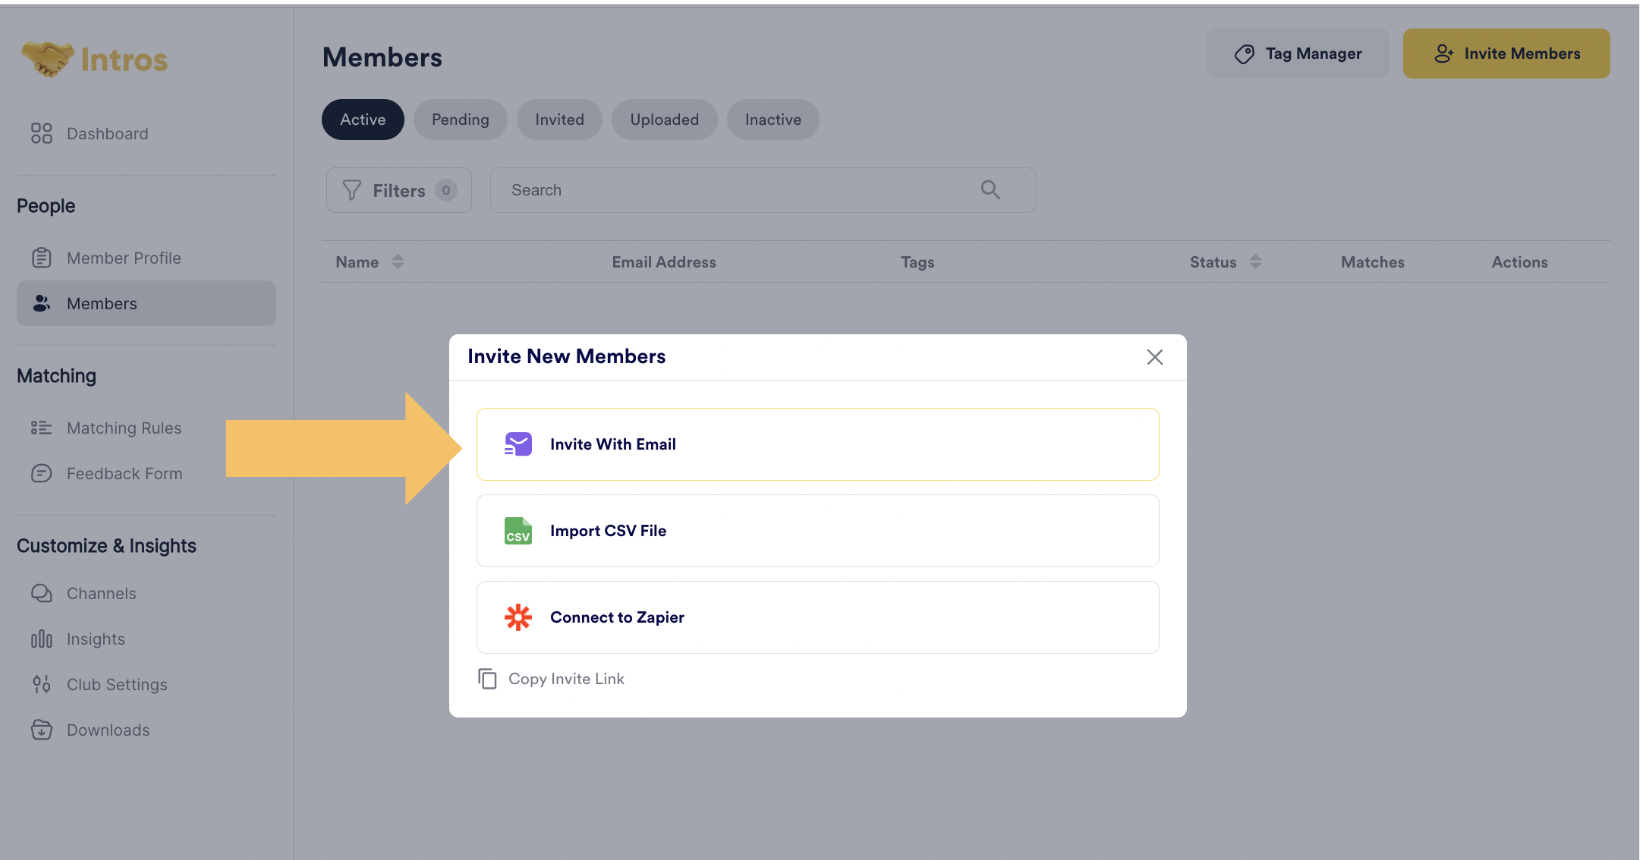 Intros
Dashboard
People
Member Profile
Members
Matching
Matching Rules
Feedback Form
Customize & Insights
Channels
Insights
Club Settings
Downloads
Members
Tag Manager
Invite Members
Active
Pending
Invited
Uploaded
Inactive
Filters 0
Search
Name
Email Address
Tags
Status
Matches
Actions
Invite New Members
Invite With Email
CSV
Import CSV File
Connect to Zapier
Copy Invite Link